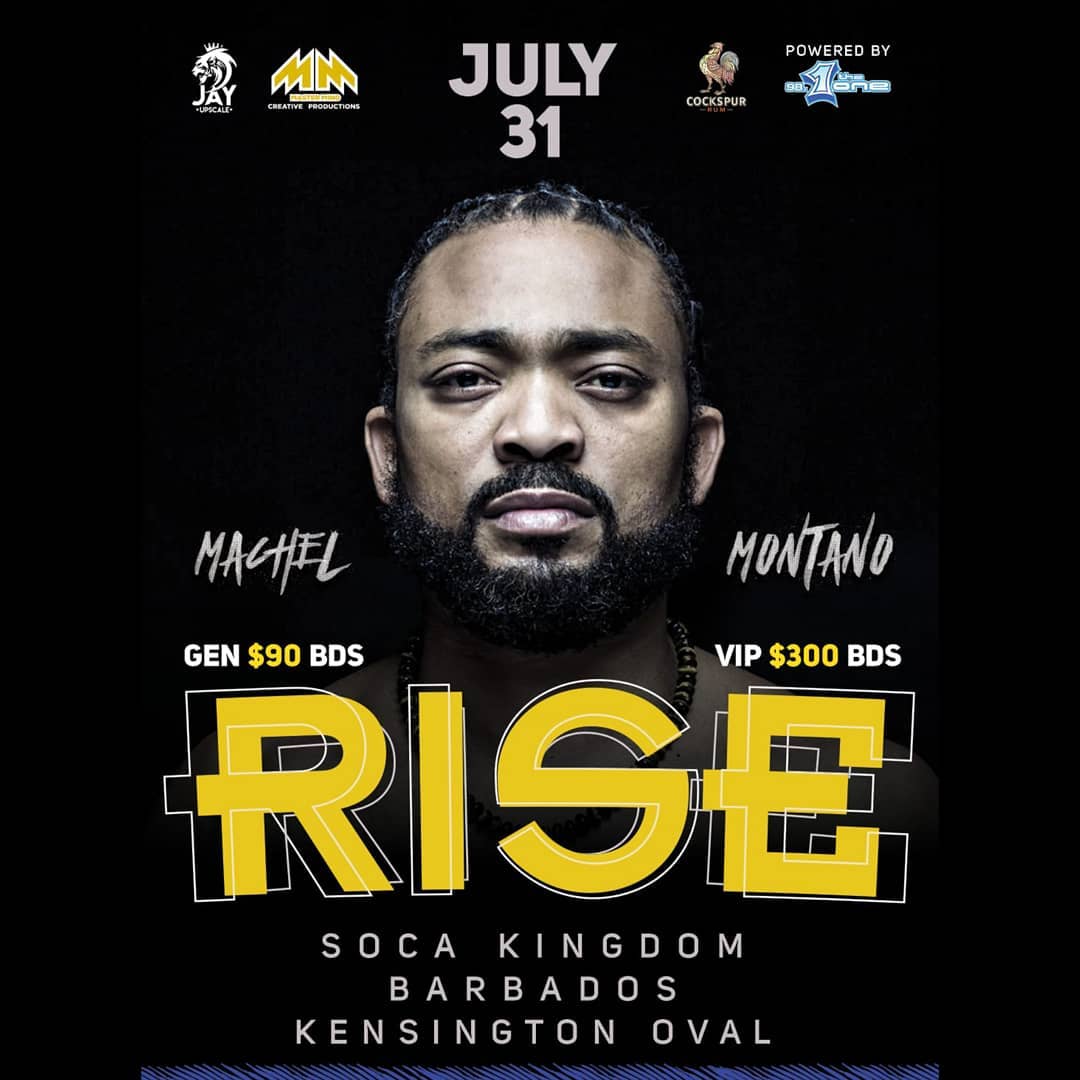 JAY
•UPSCALE•
MM
MASTERMIND
CREATIVE PRODUCTIONS
JULY
31
COCKSPUR
RUM
POWERED BY
98.1 the one
MACHEL
MONTANO
GEN $90 BDS
VIP $300 BDS
RISE
SOCA KINGDOM
BARBADOS
KENSINGTON OVAL